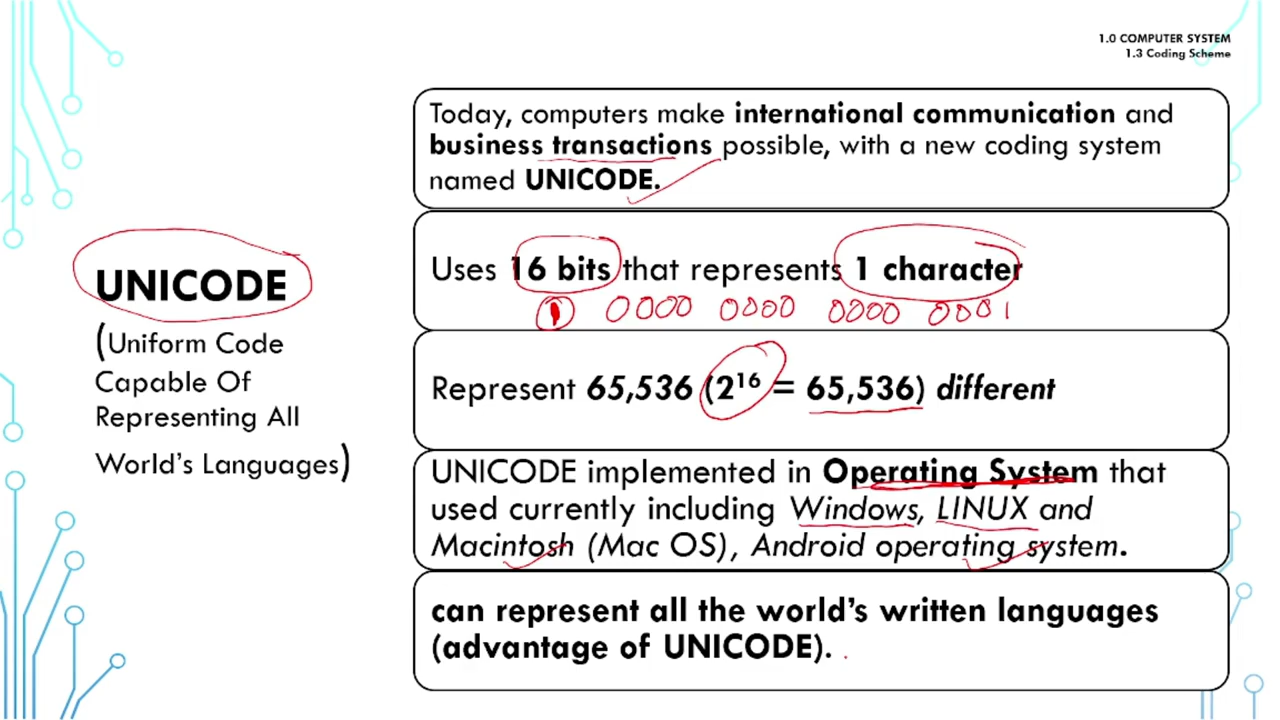 1.0 COMPUTER SYSTEM
1.3 Coding Scheme
UNICODE
(Uniform Code
Capable Of
Representing All
World's Languages)
Today, computers make international communication and
business transactions possible, with a new coding system
named UNICODE.
Uses 16 bits that represents 1 character
1 0000 0000 0000 0001
Represent 65,536 (2¹⁶ = 65,536) different
UNICODE implemented in Operating System that
used currently including Windows, LINUX and
Macintosh (Mac OS), Android operating system.
can represent all the world's written languages
(advantage of UNICODE).